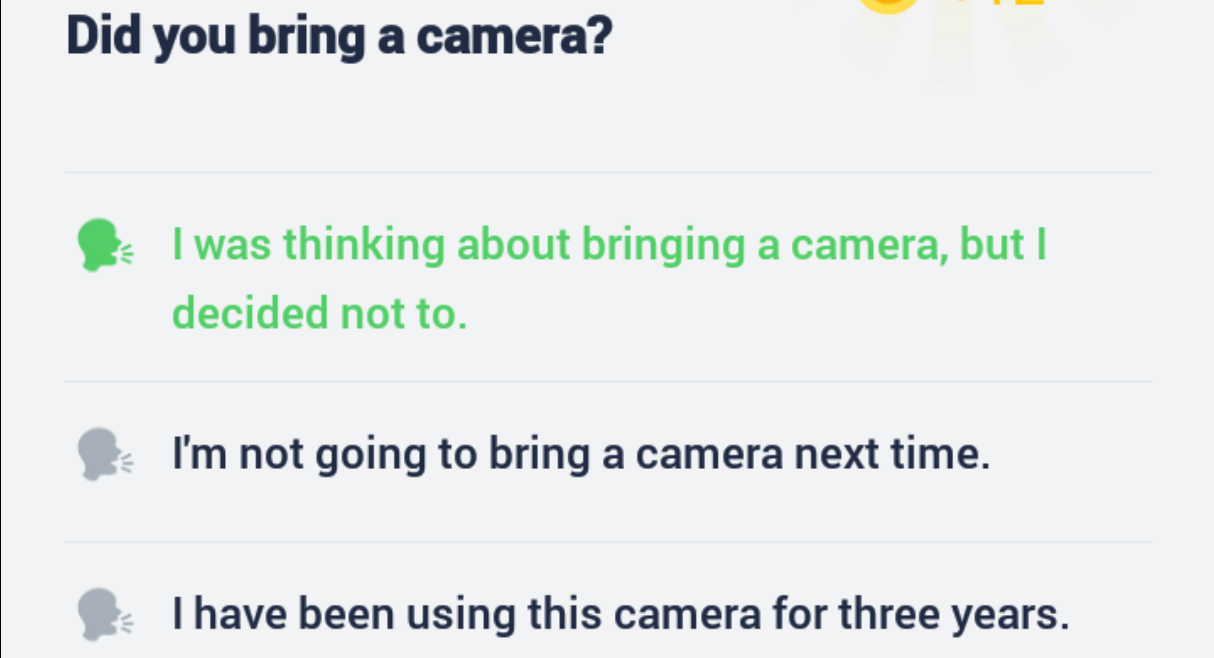 Did you bring a camera?
I was thinking about bringing a camera, but I
decided not to.
I'm not going to bring a camera next time.
I have been using this camera for three years.